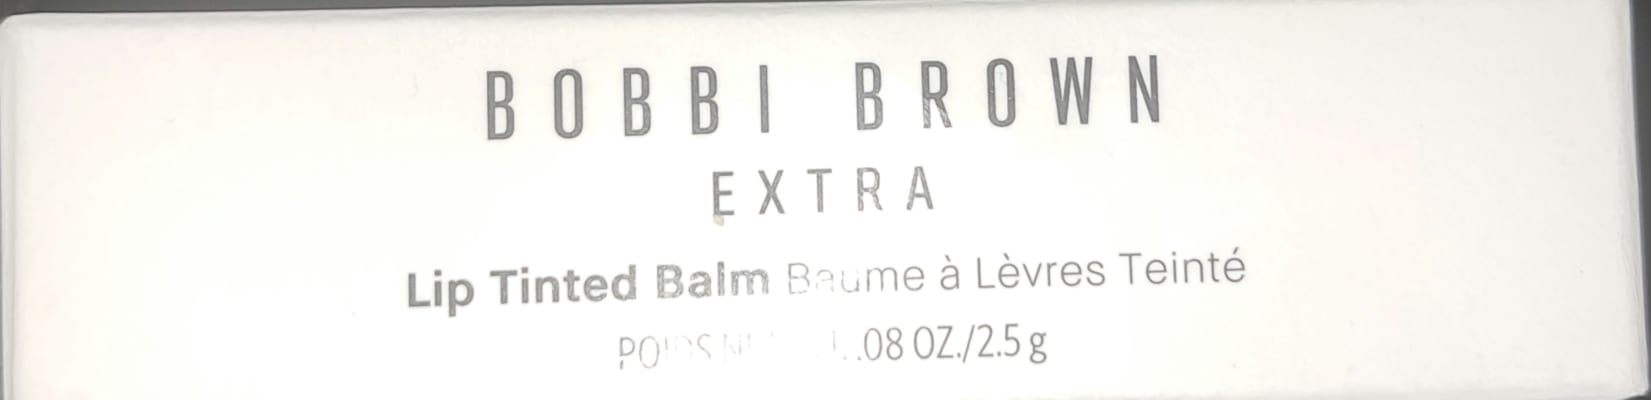 BOBBI BROWN
EXTRA
Lip Tinted Balm Baume à Lèvres Teinté
POIDS .08 OZ./2.5 g